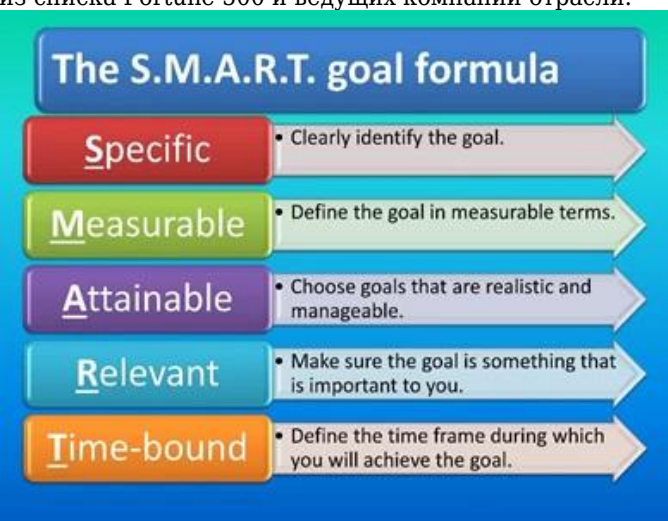 из списка Fortune 500 и ведущих компаний отрасли.
The S.M.A.R.T. goal formula
Specific
• Clearly identify the goal.
Measurable
• Define the goal in measurable terms.
Attainable
• Choose goals that are realistic and
manageable.
Relevant
• Make sure the goal is something that
is important to you.
Time-bound
• Define the time frame during which
you will achieve the goal.